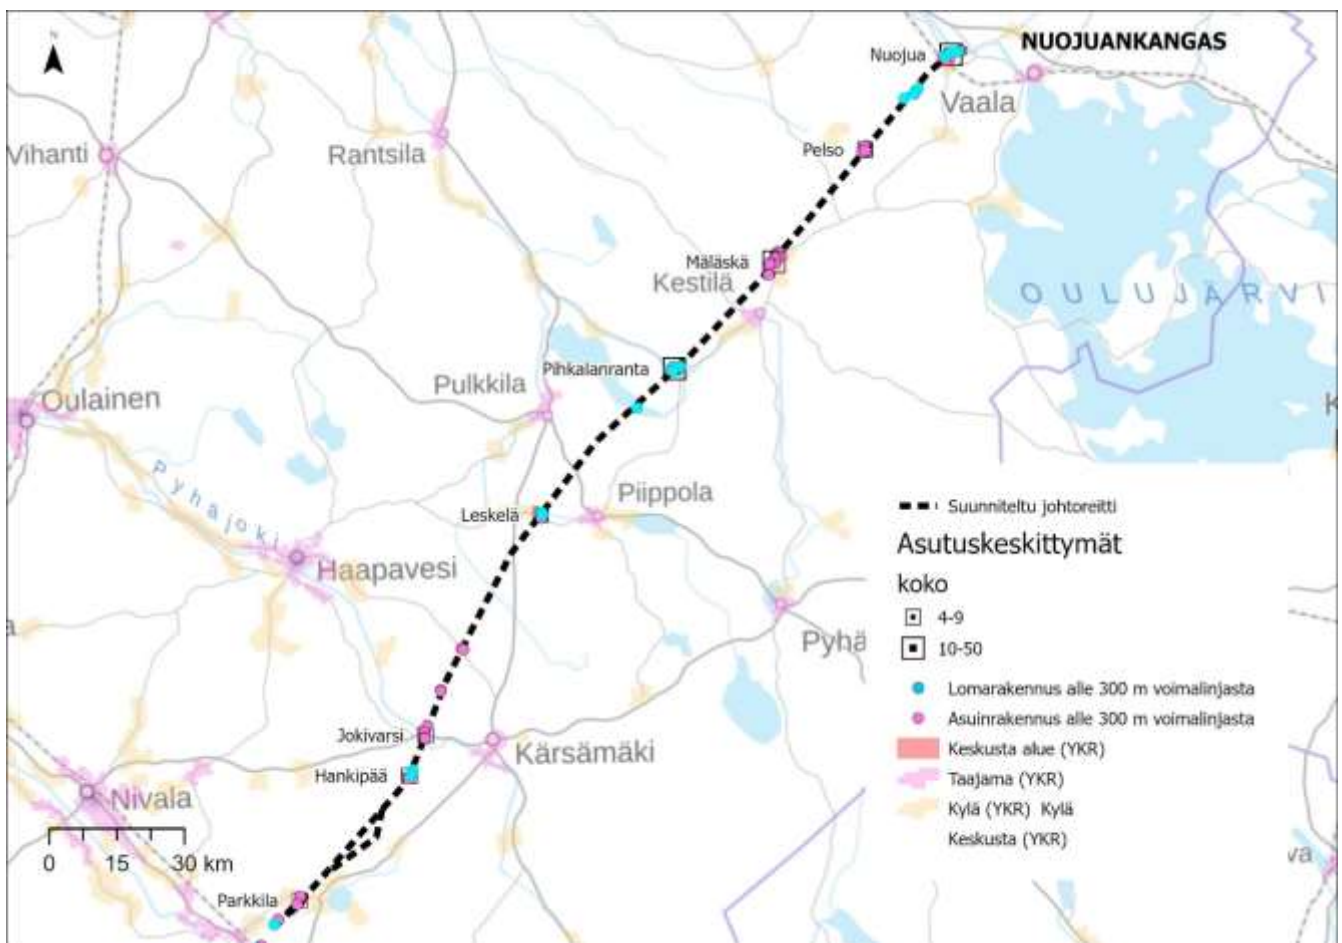 N
NUOJUANKANGAS
Nuojua
Vaala
Vihanti
Rantsila
Pelso
Mäläskä
Kestilä
OULUJÄRVI
Pihkalanranta
Pulkkila
Oulainen
Pyhäjoki
Piippola
Leskelä
Haapavesi
Pyhä
Jokivarsi
Kärsämäki
Hankipää
Nivala
0 15 30 km
Parkkila
Suunniteltu johtoreitti
Asutuskeskittymät
koko
4-9
10-50
Lomarakennus alle 300 m voimalinjasta
Asuinrakennus alle 300 m voimalinjasta
Keskusta alue (YKR)
Taajama (YKR)
Kylä (YKR) Kylä
Keskusta (YKR)
va
K
a